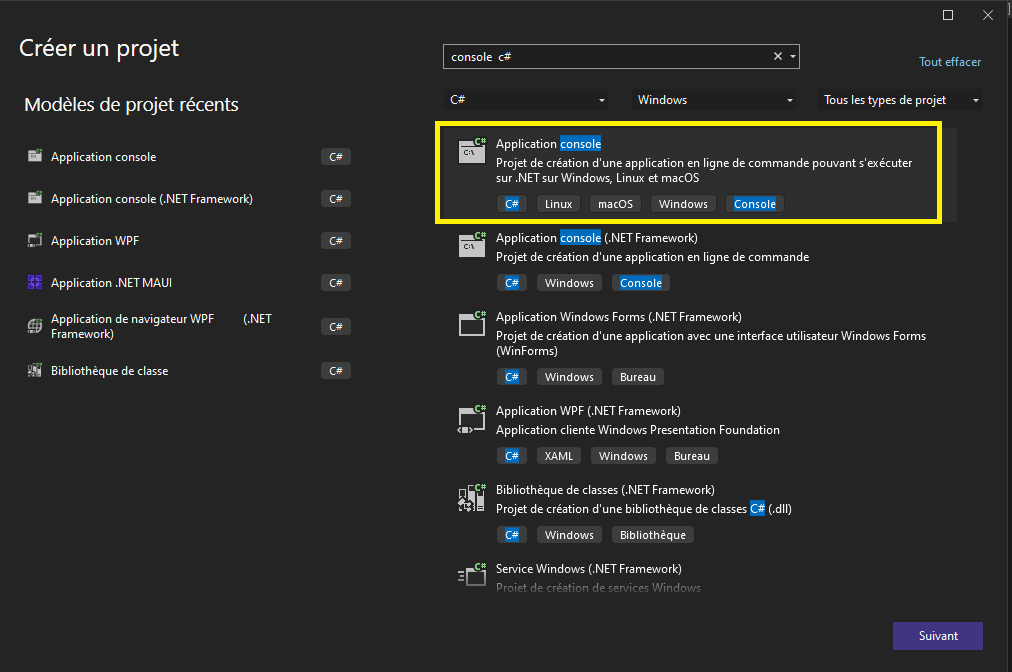 Créer un projet
Modèles de projet récents
Application console C#
Application console (.NET Framework) C#
Application WPF C#
Application .NET MAUI C#
Application de navigateur WPF (.NET
Framework) C#
Bibliothèque de classe C#
console c#
Tout effacer
C# Windows Tous les types de projet
C#
C:\
Application console
Projet de création d'une application en ligne de commande pouvant s'exécuter
sur .NET sur Windows, Linux et macOS
C# Linux macOS Windows Console
C#
C:\
Application console (.NET Framework)
Projet de création d'une application en ligne de commande
C# Windows Console
C#
Application Windows Forms (.NET Framework)
Projet de création d'une application avec une interface utilisateur Windows Forms
(WinForms)
C# Windows Bureau
C#
Application WPF (.NET Framework)
Application cliente Windows Presentation Foundation
C# XAML Windows Bureau
C#
Bibliothèque de classes (.NET Framework)
Projet de création d'une bibliothèque de classes C# (.dll)
C# Windows Bibliothèque
C#
Service Windows (.NET Framework)
Projet de création de services Windows
Suivant